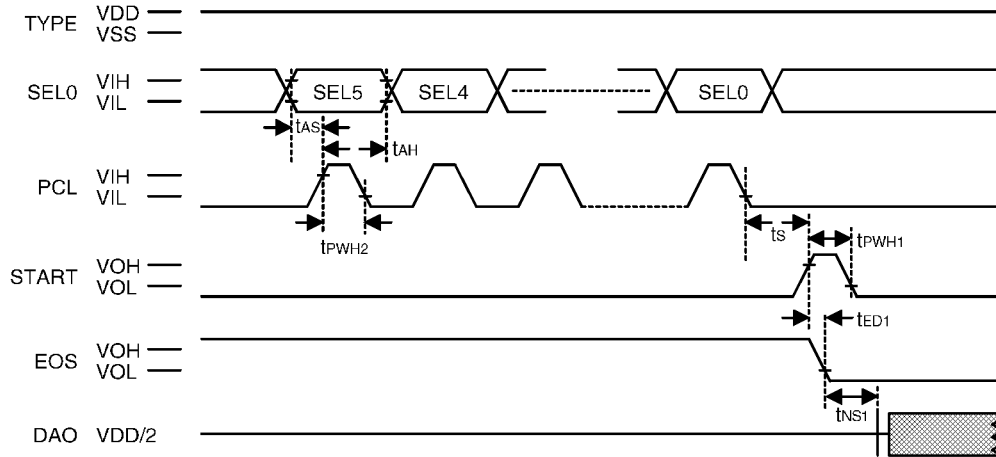 TYPE VDD
VSS
SEL0 VIH
VIL
SEL5 SEL4 SEL0
tAS
tAH
PCL VIH
VIL
tPWH2
tS
tPWH1
START VOH
VOL
tED1
EOS VOH
VOL
tNS1
DAO VDD/2